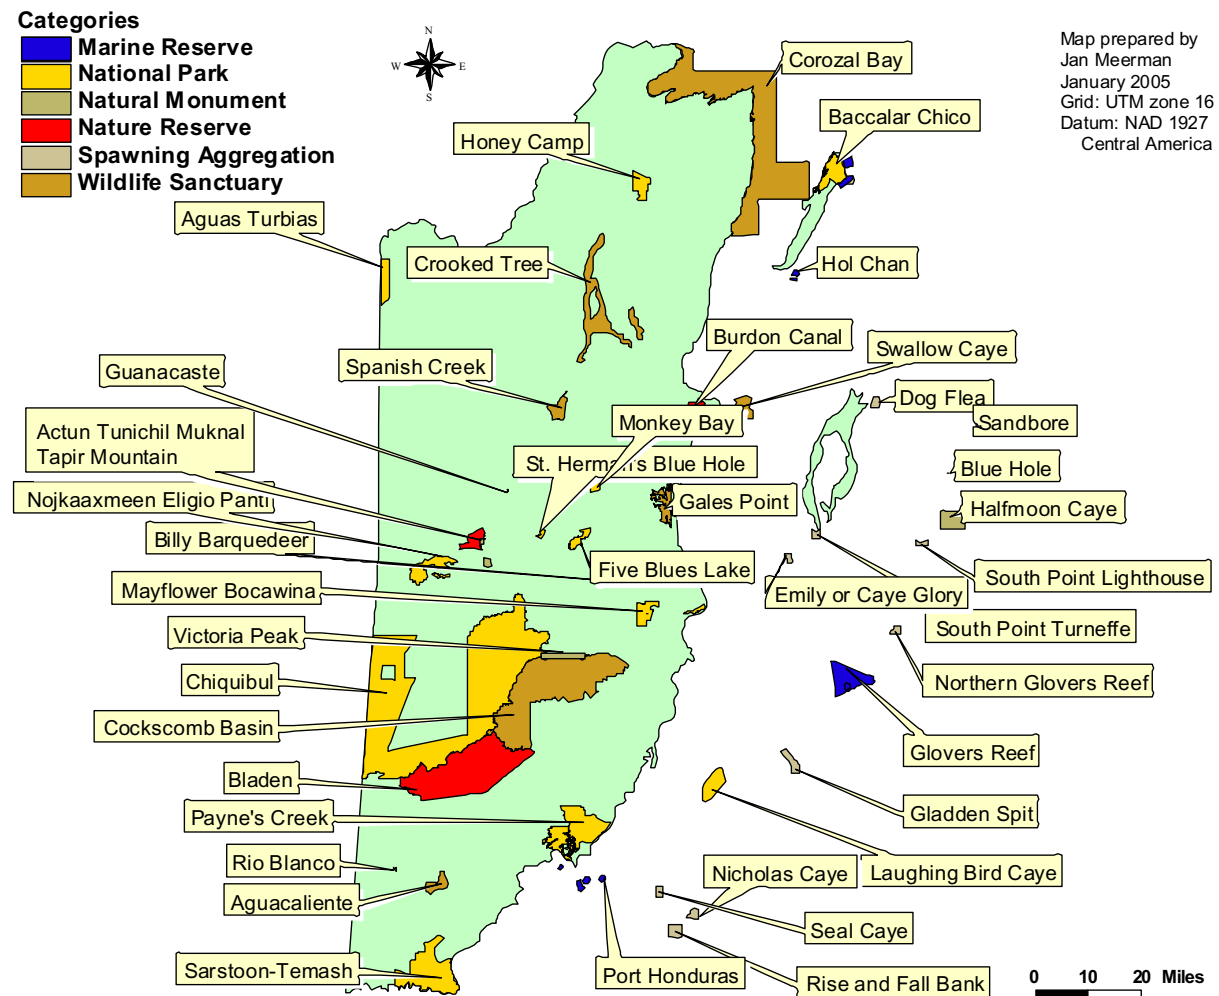 Categories
Marine Reserve
National Park
Natural Monument
Nature Reserve
Spawning Aggregation
Wildlife Sanctuary
N
W
E
S
Map prepared by
Jan Meerman
January 2005
Grid: UTM zone 16
Datum: NAD 1927
Central America
Corozal Bay
Baccalar Chico
Honey Camp
Aguas Turbias
Crooked Tree
Hol Chan
Burdon Canal
Swallow Caye
Spanish Creek
Guanacaste
Dog Flea
Sandbore
Monkey Bay
Actun Tunichil Muknal
Tapir Mountain
St. Herman's Blue Hole
Blue Hole
Nojkaaxmeen Eligio Panti
Gales Point
Halfmoon Caye
Billy Barquedeer
Five Blues Lake
South Point Lighthouse
Mayflower Bocawina
Emily or Caye Glory
Victoria Peak
South Point Turneffe
Chiquibul
Northern Glovers Reef
Cockscomb Basin
Glovers Reef
Bladen
Payne's Creek
Gladden Spit
Rio Blanco
Nicholas Caye
Laughing Bird Caye
Aguacaliente
Seal Caye
Sarstoon-Temash
Port Honduras
Rise and Fall Bank
0 10 20 Miles